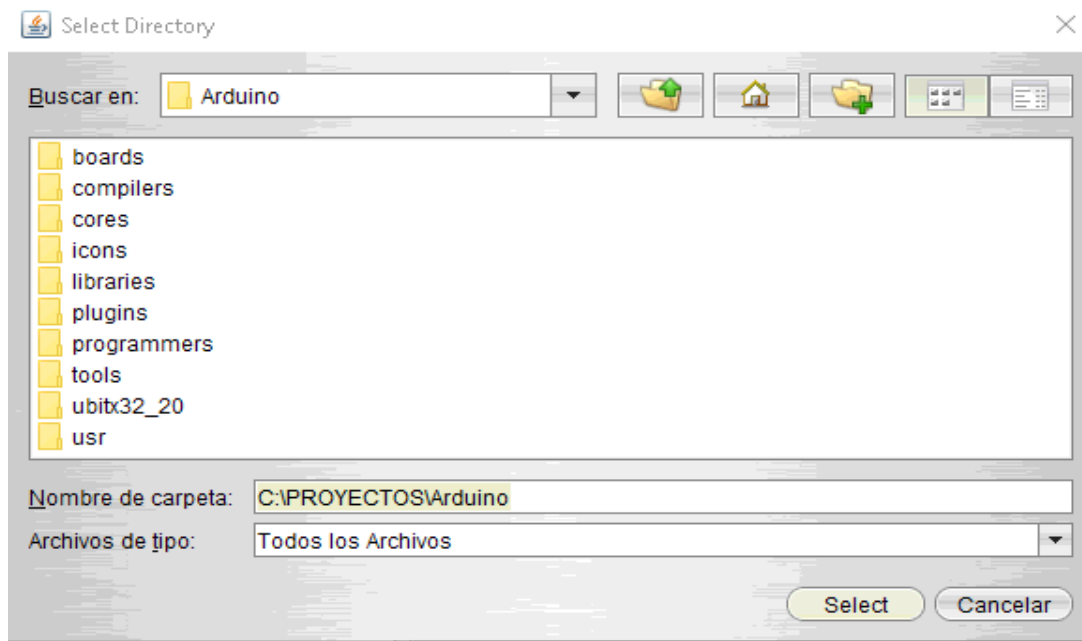 Select Directory
Buscar en: Arduino
boards
compilers
cores
icons
libraries
plugins
programmers
tools
ubitx32_20
usr
Nombre de carpeta: C:\PROYECTOS\Arduino
Archivos de tipo: Todos los Archivos
Select Cancelar